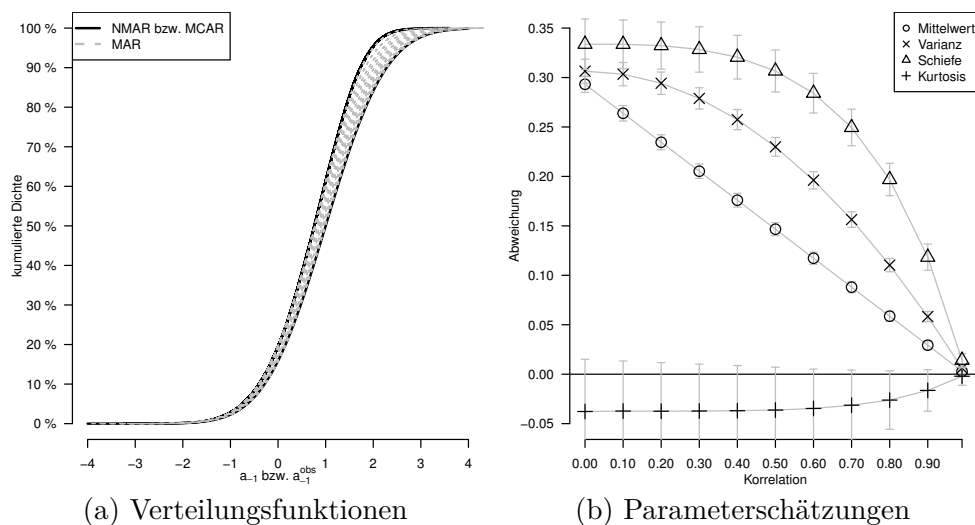 NMAR bzw. MCAR
MAR
kumulierte Dichte
100 %
90 %
80 %
70 %
60 %
50 %
40 %
30 %
20 %
10 %
0 %
−4 −3 −2 −1 0 1 2 3 4
a−1 bzw. a−1obs
(a) Verteilungsfunktionen
Mittelwert
Varianz
Schiefe
Kurtosis
Abweichung
0.35
0.30
0.25
0.20
0.15
0.10
0.05
0.00
−0.05
0.00 0.10 0.20 0.30 0.40 0.50 0.60 0.70 0.80 0.90
Korrelation
(b) Parameterschätzungen